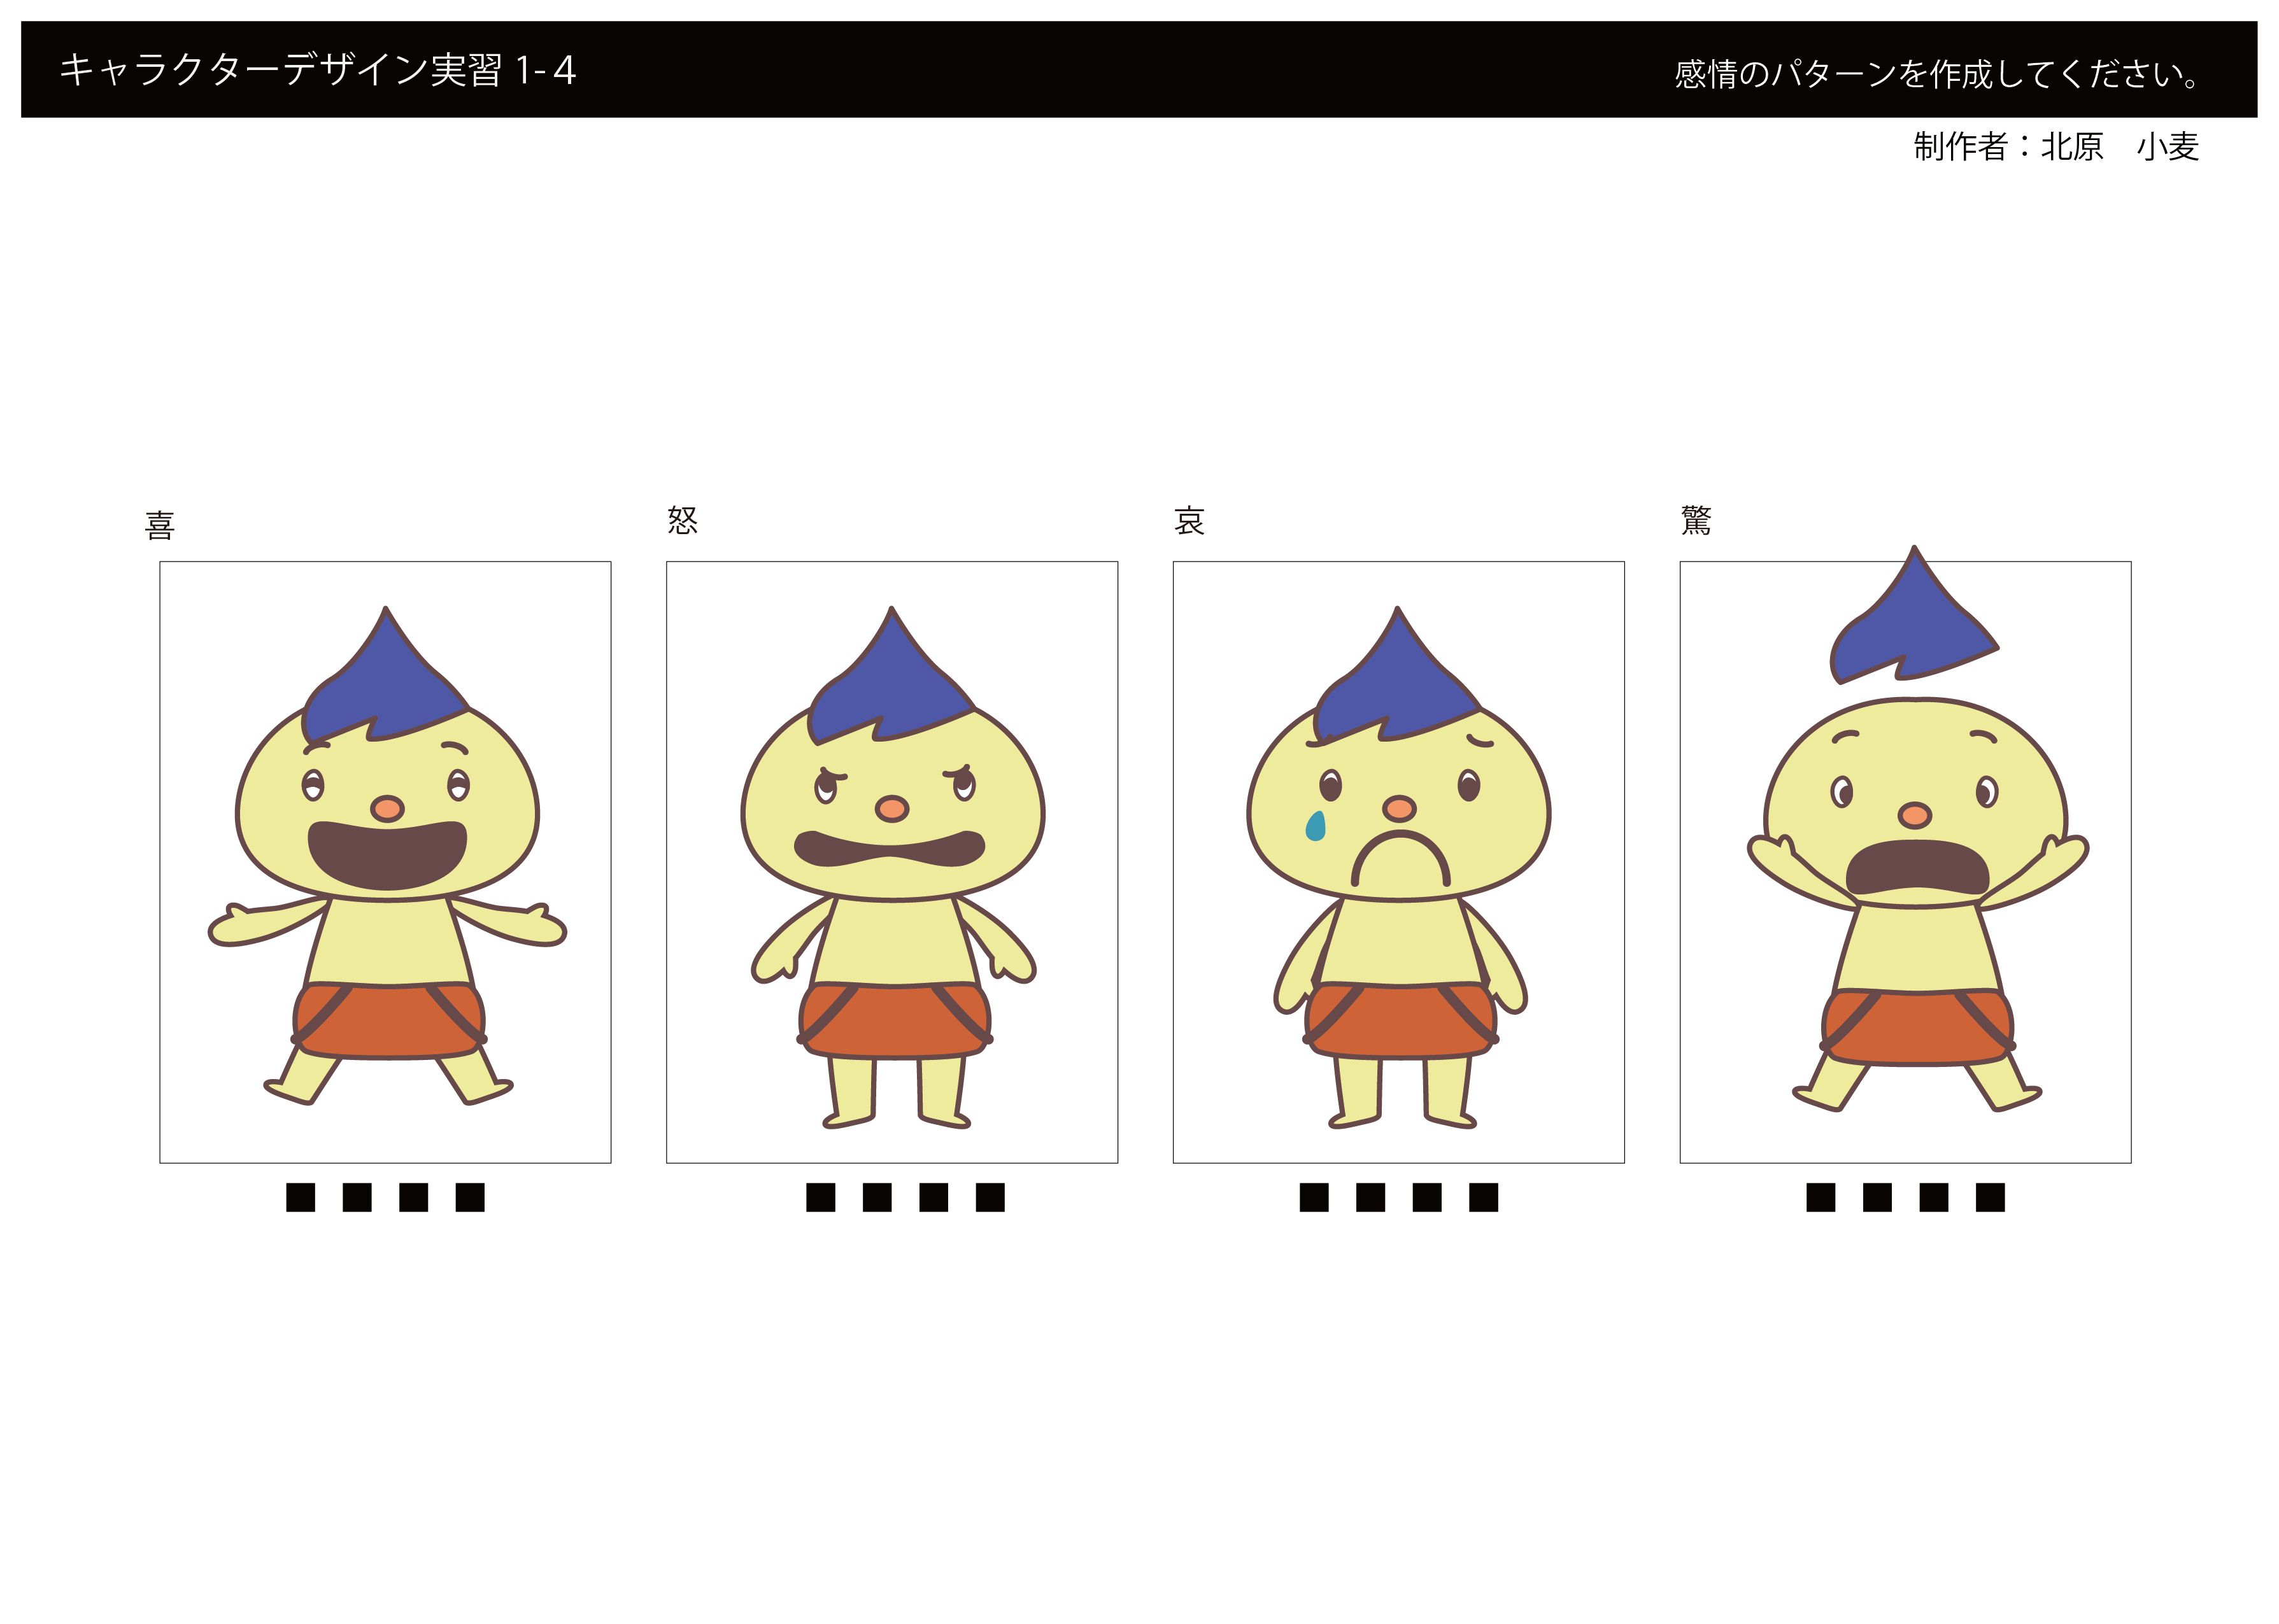 キャラクターデザイン実習 1-4
感情のパターンを作成してください。
制作者：北原　小麦
喜
怒
哀
驚
■ ■ ■ ■
■ ■ ■ ■
■ ■ ■ ■
■ ■ ■ ■